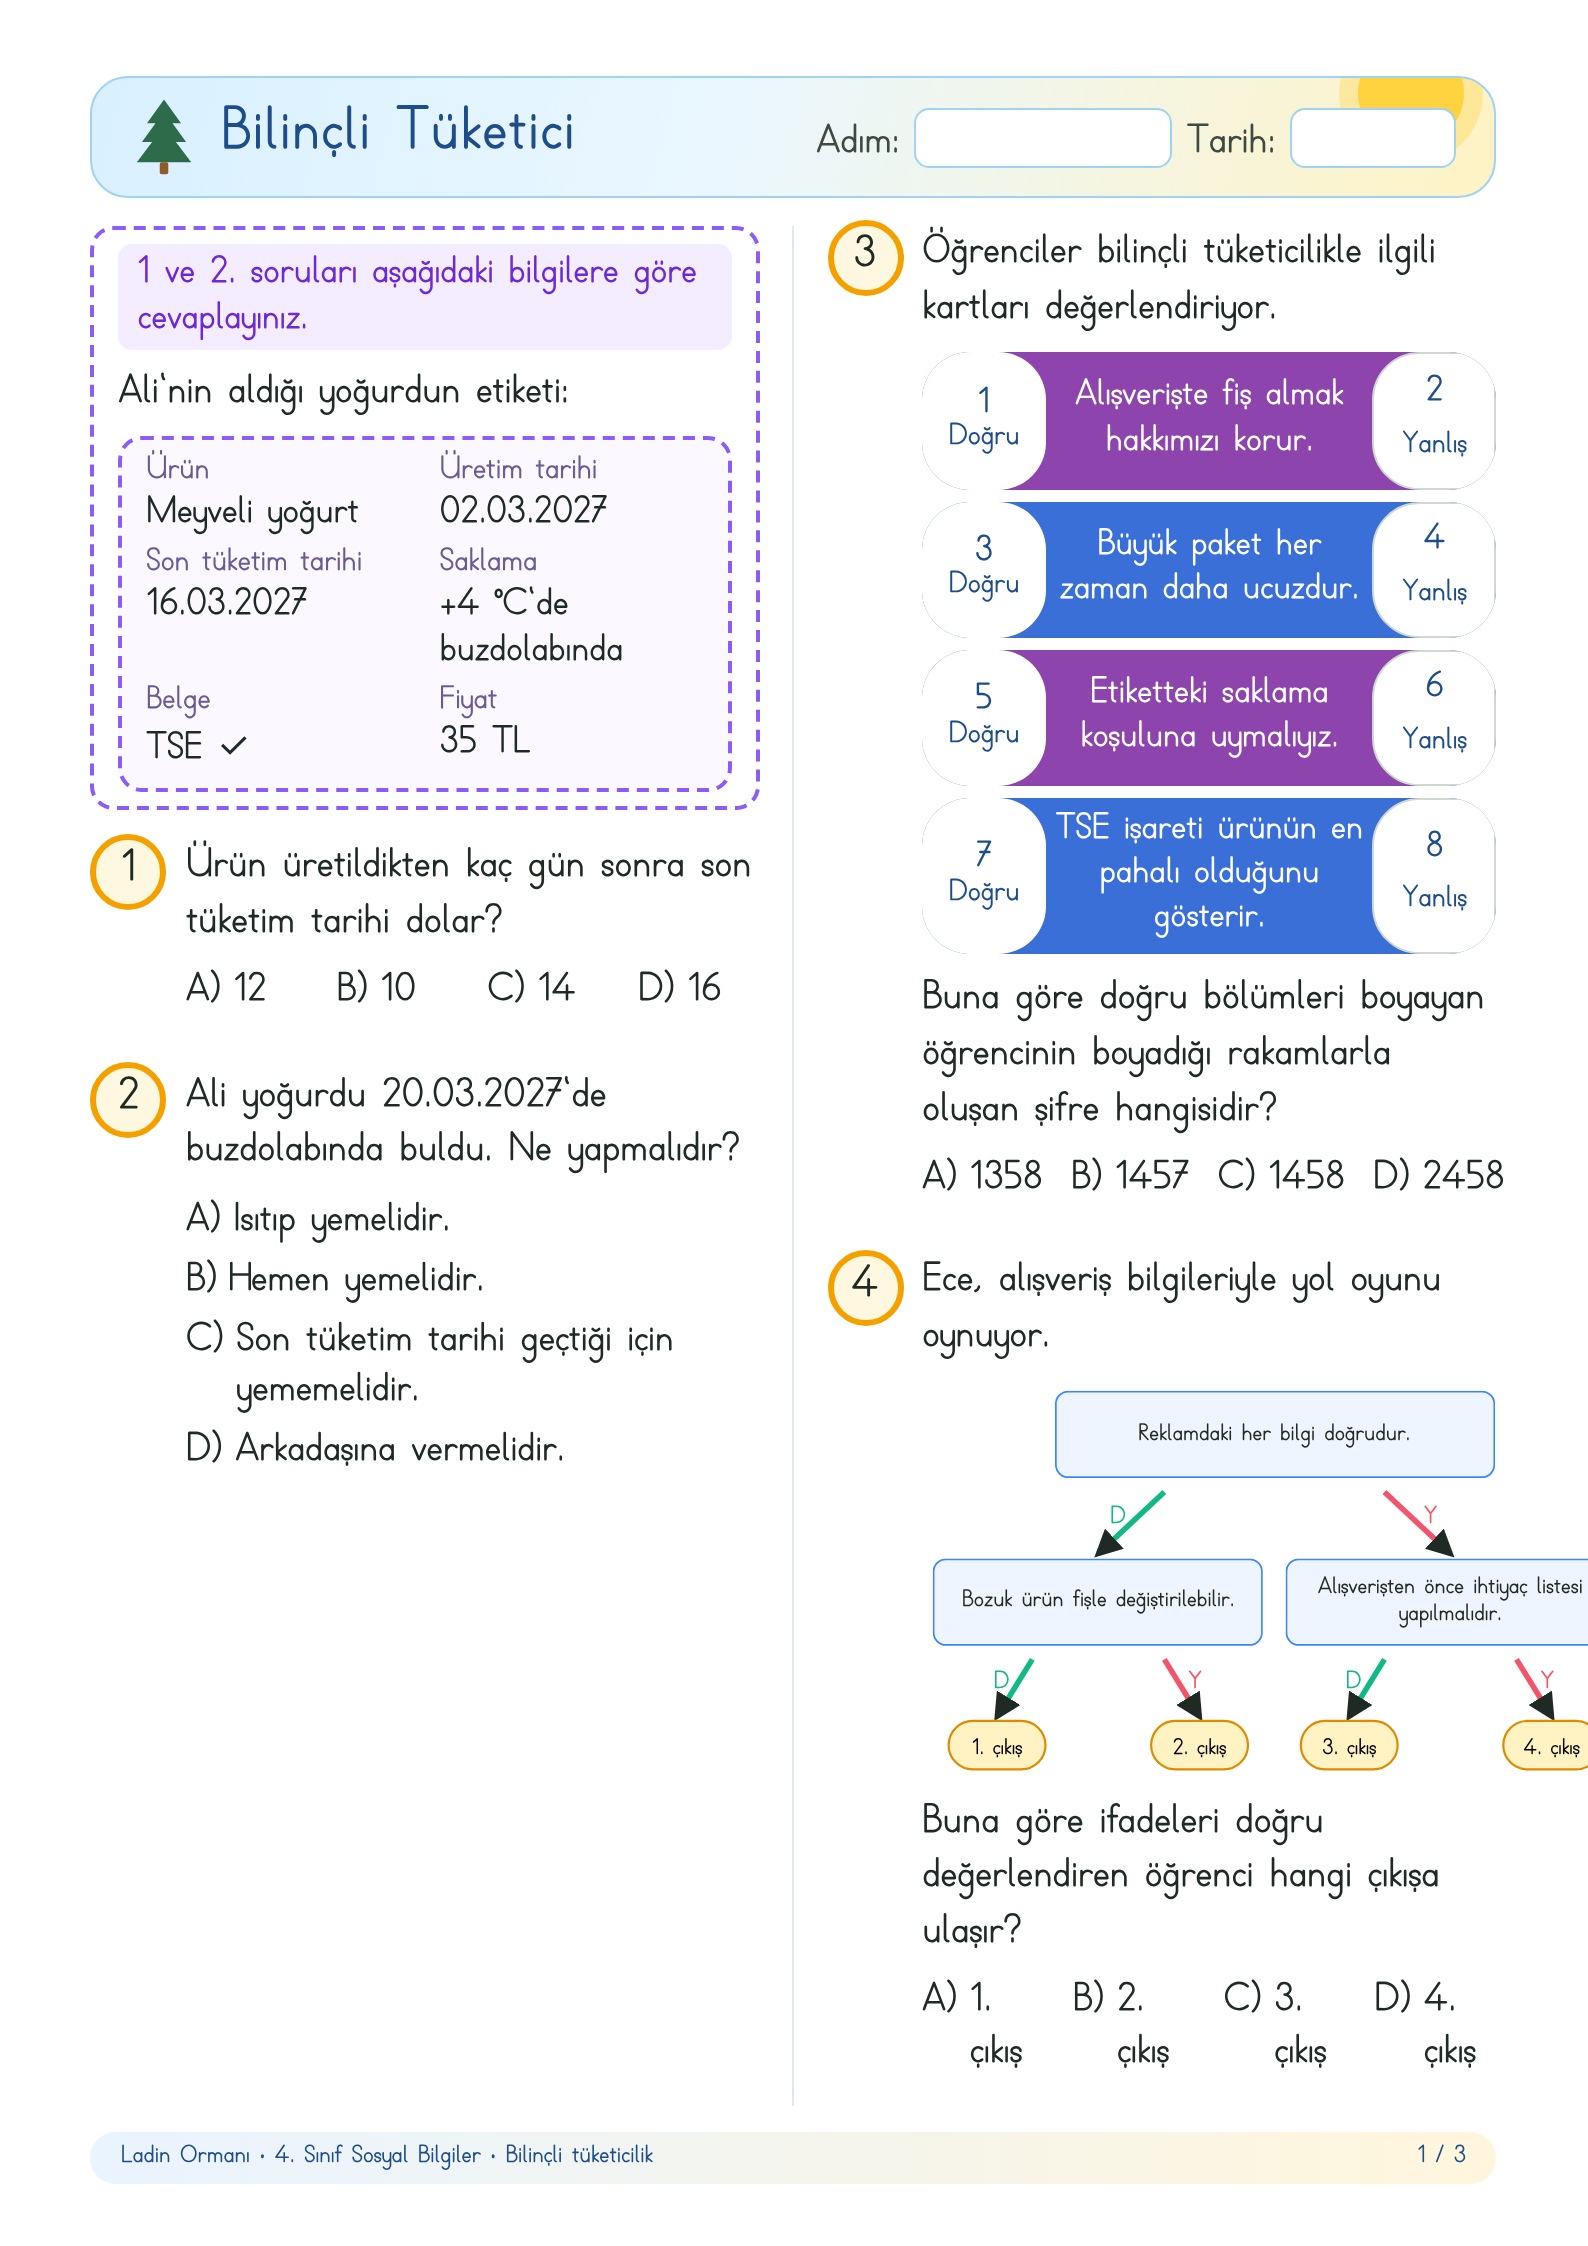 Bilinçli Tüketici
Adım:
Tarih:
1 ve 2. soruları aşağıdaki bilgilere göre
cevaplayınız.
Ali'nin aldığı yoğurdun etiketi:
Ürün
Meyveli yoğurt
Üretim tarihi
02.03.2027
Son tüketim tarihi
16.03.2027
Saklama
+4 °C'de
buzdolabında
Belge
TSE ✓
Fiyat
35 TL
1
Ürün üretildikten kaç gün sonra son
tüketim tarihi dolar?
A) 12 B) 10 C) 14 D) 16
2
Ali yoğurdu 20.03.2027'de
buzdolabında buldu. Ne yapmalıdır?
A) Isıtıp yemelidir.
B) Hemen yemelidir.
C) Son tüketim tarihi geçtiği için
yememelidir.
D) Arkadaşına vermelidir.
3
Öğrenciler bilinçli tüketicilikle ilgili
kartları değerlendiriyor.
1
Doğru
Alışverişte fiş almak
hakkımızı korur.
2
Yanlış
3
Doğru
Büyük paket her
zaman daha ucuzdur.
4
Yanlış
5
Doğru
Etiketteki saklama
koşuluna uymalıyız.
6
Yanlış
7
Doğru
TSE işareti ürünün en
pahalı olduğunu
gösterir.
8
Yanlış
Buna göre doğru bölümleri boyayan
öğrencinin boyadığı rakamlarla
oluşan şifre hangisidir?
A) 1358 B) 1457 C) 1458 D) 2458
4
Ece, alışveriş bilgileriyle yol oyunu
oynuyor.
Reklamdaki her bilgi doğrudur.
D
Y
Bozuk ürün fişle değiştirilebilir.
Alışverişten önce ihtiyaç listesi
yapılmalıdır.
D
Y
D
Y
1. çıkış
2. çıkış
3. çıkış
4. çıkış
Buna göre ifadeleri doğru
değerlendiren öğrenci hangi çıkışa
ulaşır?
A) 1. B) 2. C) 3. D) 4.
çıkış çıkış çıkış çıkış
Ladin Ormanı • 4. Sınıf Sosyal Bilgiler • Bilinçli tüketicilik
1 / 3